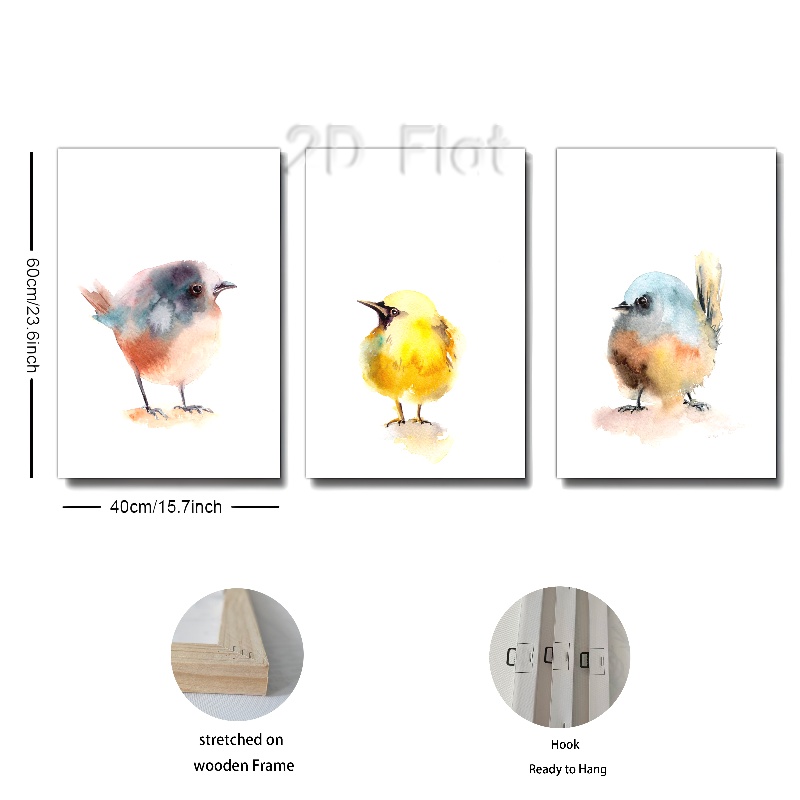 2D Flat
60cm/23.6inch
40cm/15.7inch
stretched on
wooden Frame
Hook
Ready to Hang